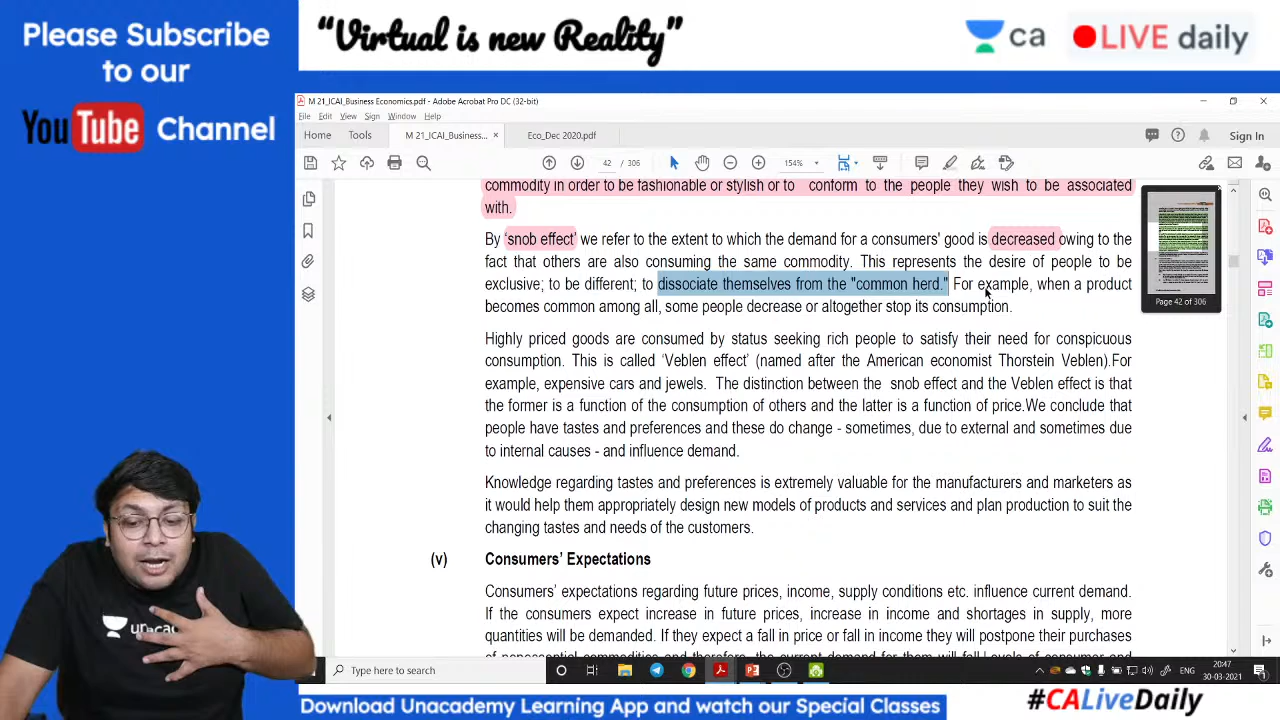 Please Subscribe
to our
YouTube Channel
"Virtual is new Reality"
ca
LIVE daily
M 21_ICAI_Business Economics.pdf - Adobe Acrobat Pro DC (32-bit)
File Edit View Sign Window Help
Home Tools M 21_ICAI_Business... × Eco_Dec 2020.pdf Sign In
42 / 306 154%
commodity in order to be fashionable or stylish or to conform to the people they wish to be associated
with.
By 'snob effect' we refer to the extent to which the demand for a consumers' good is decreased owing to the
fact that others are also consuming the same commodity. This represents the desire of people to be
exclusive; to be different; to dissociate themselves from the "common herd." For example, when a product
becomes common among all, some people decrease or altogether stop its consumption.
Page 42 of 306
Highly priced goods are consumed by status seeking rich people to satisfy their need for conspicuous
consumption. This is called 'Veblen effect' (named after the American economist Thorstein Veblen).For
example, expensive cars and jewels. The distinction between the snob effect and the Veblen effect is that
the former is a function of the consumption of others and the latter is a function of price.We conclude that
people have tastes and preferences and these do change - sometimes, due to external and sometimes due
to internal causes - and influence demand.
Knowledge regarding tastes and preferences is extremely valuable for the manufacturers and marketers as
it would help them appropriately design new models of products and services and plan production to suit the
changing tastes and needs of the customers.
(v) Consumers' Expectations
Consumers' expectations regarding future prices, income, supply conditions etc. influence current demand.
If the consumers expect increase in future prices, increase in income and shortages in supply, more
quantities will be demanded. If they expect a fall in price or fall in income they will postpone their purchases
Type here to search
ENG
20:47
30-03-2021
Download Unacademy Learning App and watch our Special Classes
#CALiveDaily